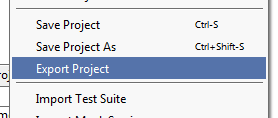 Save Project Ctrl-S
Save Project As Ctrl+Shift-S
Export Project
Import Test Suite